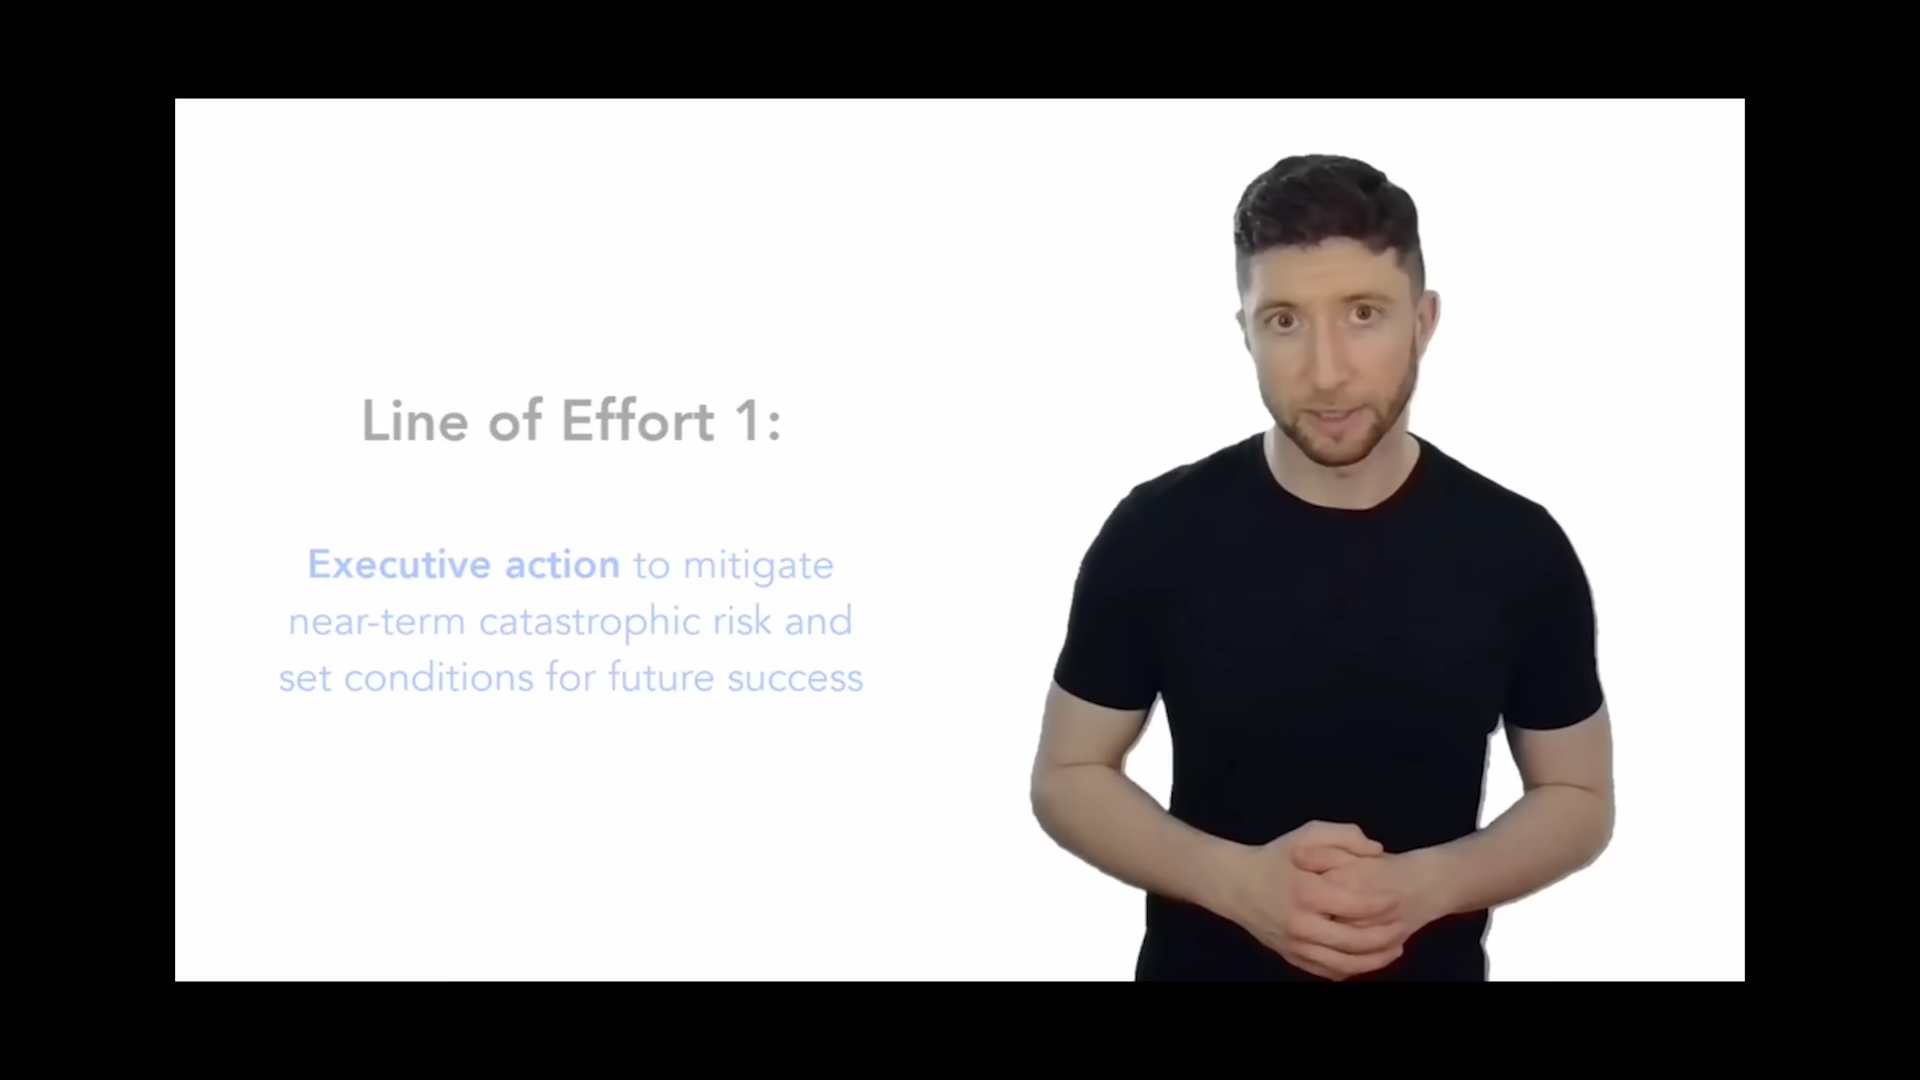 Line of Effort 1:
Executive action to mitigate
near-term catastrophic risk and
set conditions for future success